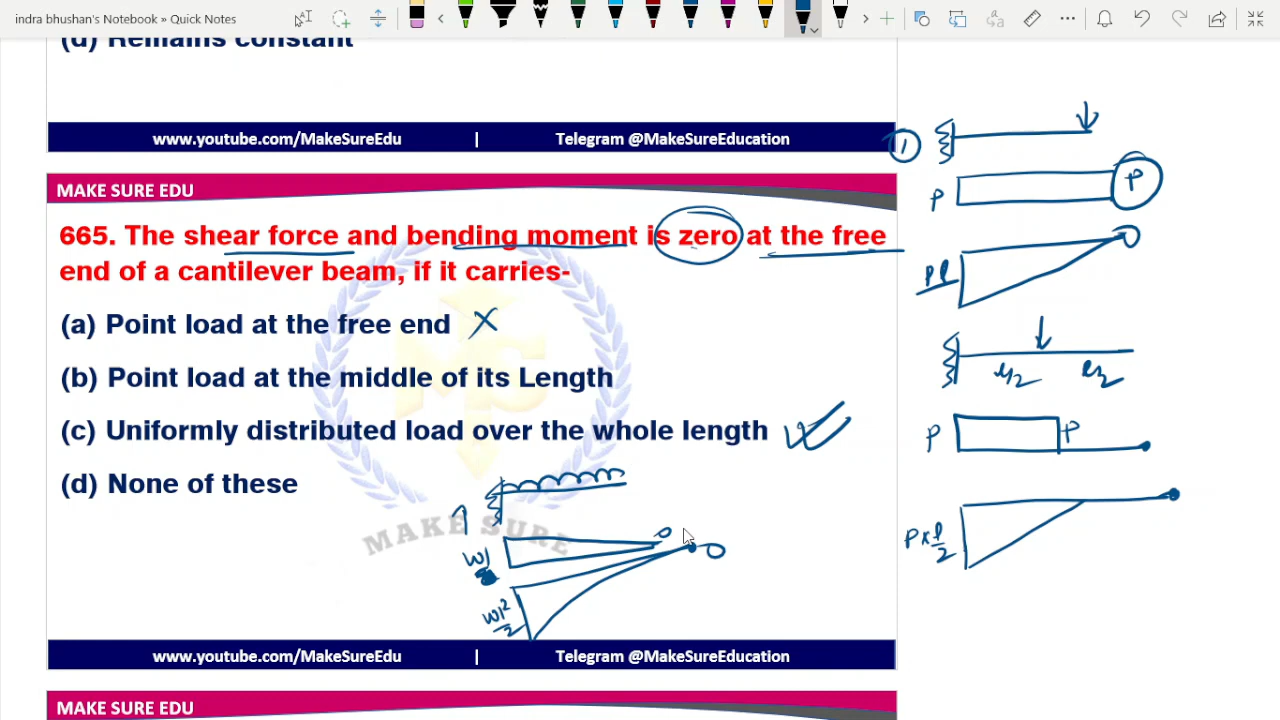 indra bhushan's Notebook » Quick Notes
(d) Remains constant
www.youtube.com/MakeSureEdu | Telegram @MakeSureEducation
MAKE SURE EDU
665. The shear force and bending moment is zero at the free
end of a cantilever beam, if it carries-
(a) Point load at the free end X
(b) Point load at the middle of its Length
(c) Uniformly distributed load over the whole length
(d) None of these
MAKE SURE EDU
wl
0
0
wl²/2
1
P
P
Pl
0
l/2 l/2
P P
P×l/2
www.youtube.com/MakeSureEdu | Telegram @MakeSureEducation
MAKE SURE EDU